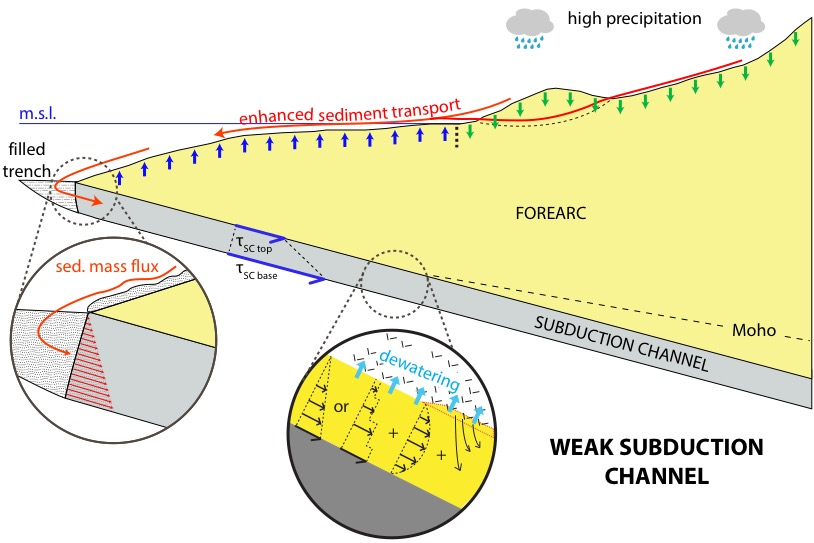 high precipitation
m.s.l.
enhanced sediment transport
filled
trench
FOREARC
τSC top
τSC base
sed. mass flux
Moho
SUBDUCTION CHANNEL
dewatering
or
+
+
WEAK SUBDUCTION
CHANNEL